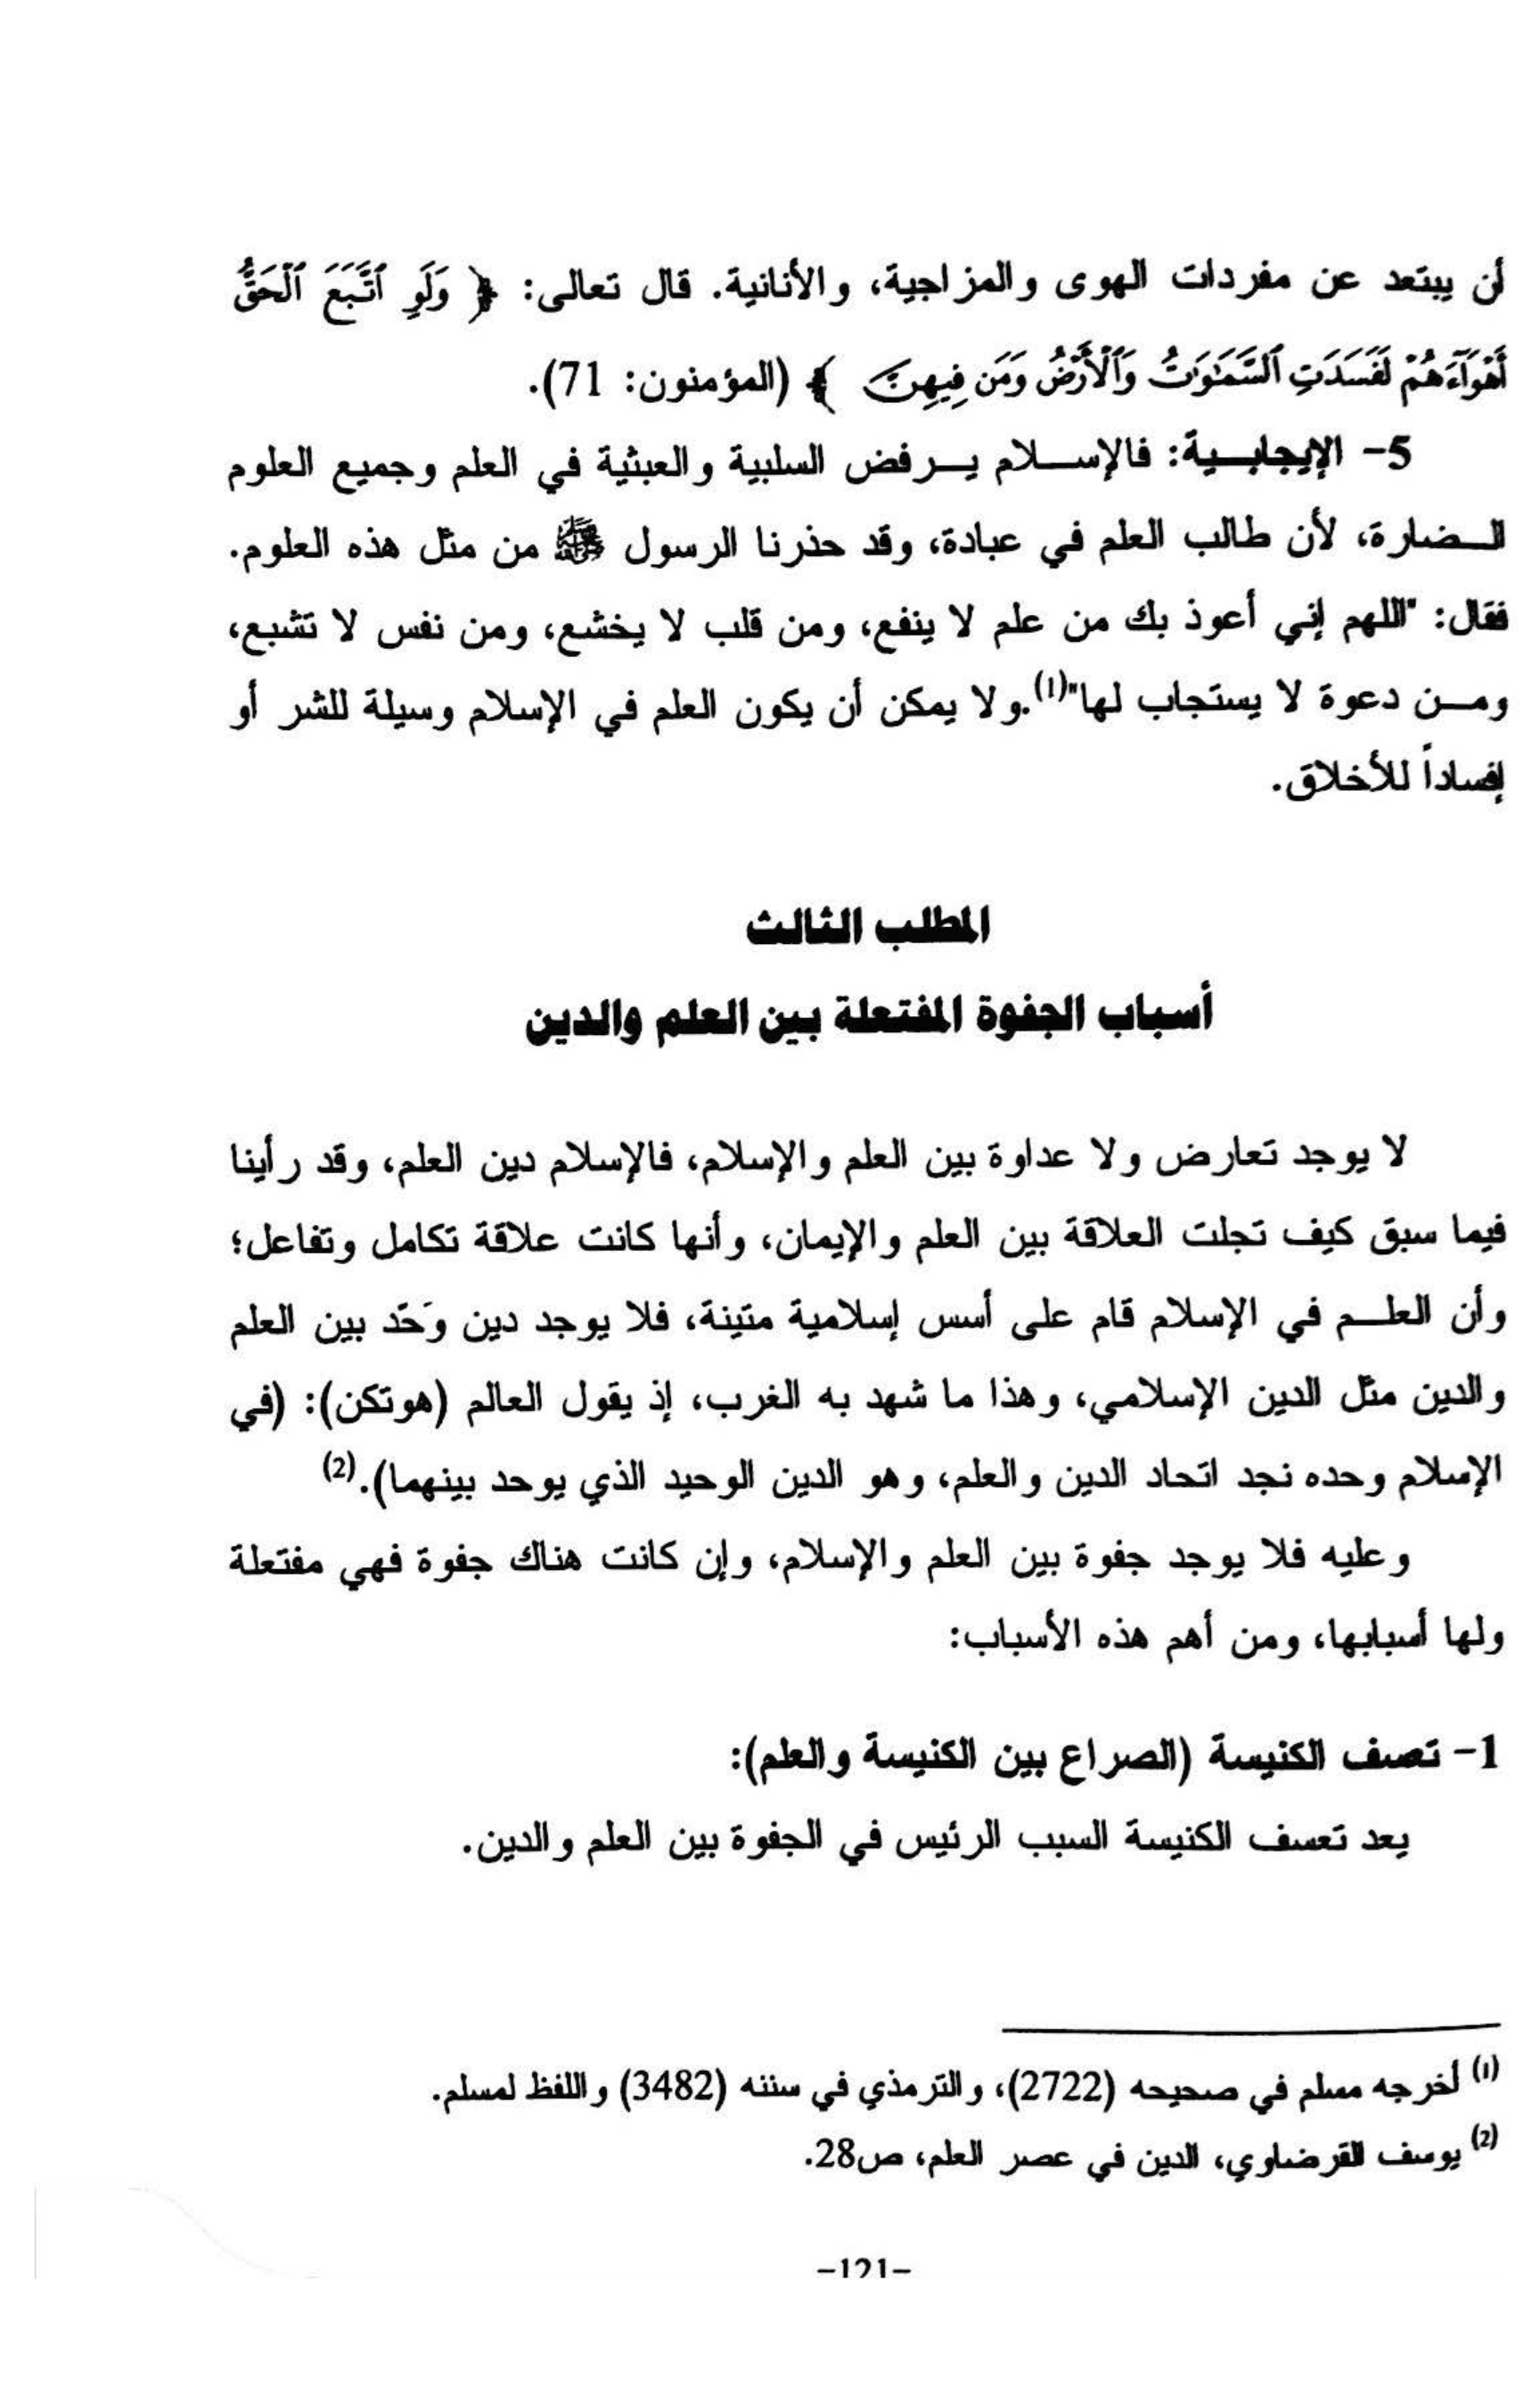 أن يبتعد عن مفردات الهوى والمزاجية، والأنانية. قال تعالى: ﴿ وَلَوِ ٱتَّبَعَ ٱلْحَقُّ
أَهْوَآءَهُمْ لَفَسَدَتِ ٱلسَّمَٰوَٰتُ وَٱلْأَرْضُ وَمَن فِيهِنَّ ﴾ (المؤمنون: 71).
5- الإيجابية: فالإسلام يرفض السلبية والعبثية في العلم وجميع العلوم
الضارة، لأن طالب العلم في عبادة، وقد حذرنا الرسول ﷺ من مثل هذه العلوم.
فقال: "اللهم إني أعوذ بك من علم لا ينفع، ومن قلب لا يخشع، ومن نفس لا تشبع،
ومن دعوة لا يستجاب لها"(1).ولا يمكن أن يكون العلم في الإسلام وسيلة للشر أو
إفساداً للأخلاق.
المطلب الثالث
أسباب الجفوة المفتعلة بين العلم والدين
لا يوجد تعارض ولا عداوة بين العلم والإسلام، فالإسلام دين العلم، وقد رأينا
فيما سبق كيف تجلت العلاقة بين العلم والإيمان، وأنها كانت علاقة تكامل وتفاعل؛
وأن العلم في الإسلام قام على أسس إسلامية متينة، فلا يوجد دين وَحّد بين العلم
والدين مثل الدين الإسلامي، وهذا ما شهد به الغرب، إذ يقول العالم (هوتكن): (في
الإسلام وحده نجد اتحاد الدين والعلم، وهو الدين الوحيد الذي يوحد بينهما).(2)
وعليه فلا يوجد جفوة بين العلم والإسلام، وإن كانت هناك جفوة فهي مفتعلة
ولها أسبابها، ومن أهم هذه الأسباب:
1- تعسف الكنيسة (الصراع بين الكنيسة والعلم):
يعد تعسف الكنيسة السبب الرئيس في الجفوة بين العلم والدين.
(1) أخرجه مسلم في صحيحه (2722)، والترمذي في سننه (3482) واللفظ لمسلم.
(2) يوسف القرضاوي، الدين في عصر العلم، ص28.
-121-